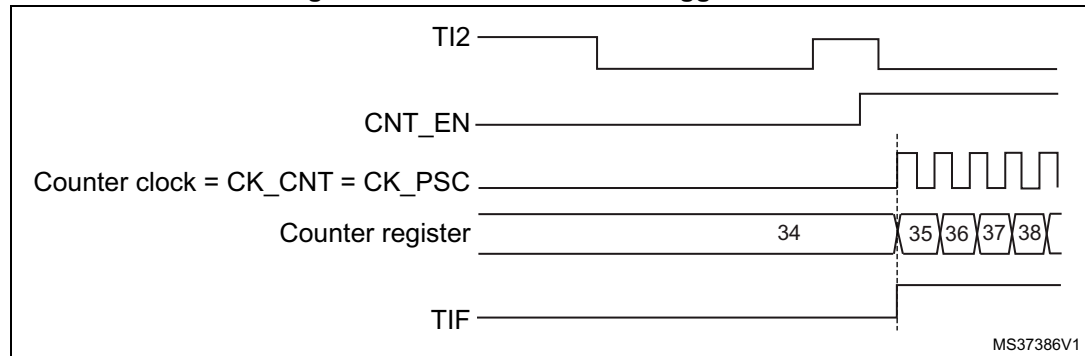 TI2
CNT_EN
Counter clock = CK_CNT = CK_PSC
Counter register 34 35 36 37 38
TIF
MS37386V1